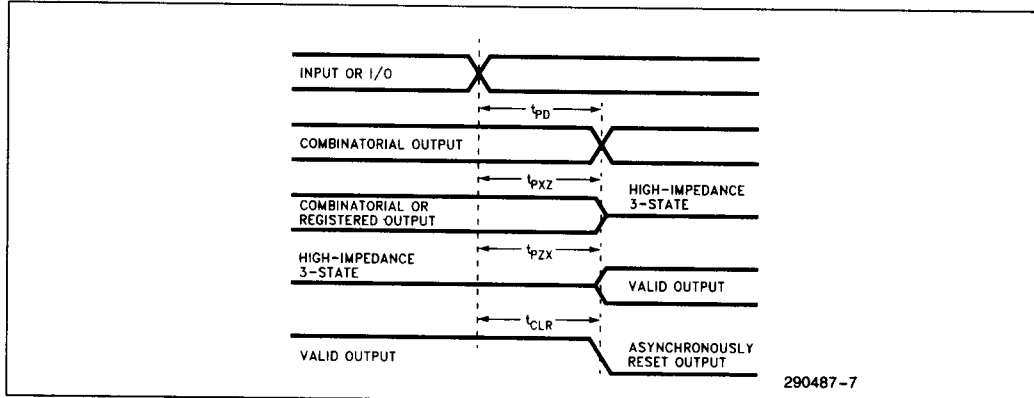 INPUT OR I/O
tPD
COMBINATORIAL OUTPUT
tPXZ
COMBINATORIAL OR
REGISTERED OUTPUT
HIGH-IMPEDANCE
3-STATE
tPZX
HIGH-IMPEDANCE
3-STATE
VALID OUTPUT
tCLR
VALID OUTPUT
ASYNCHRONOUSLY
RESET OUTPUT
290487-7